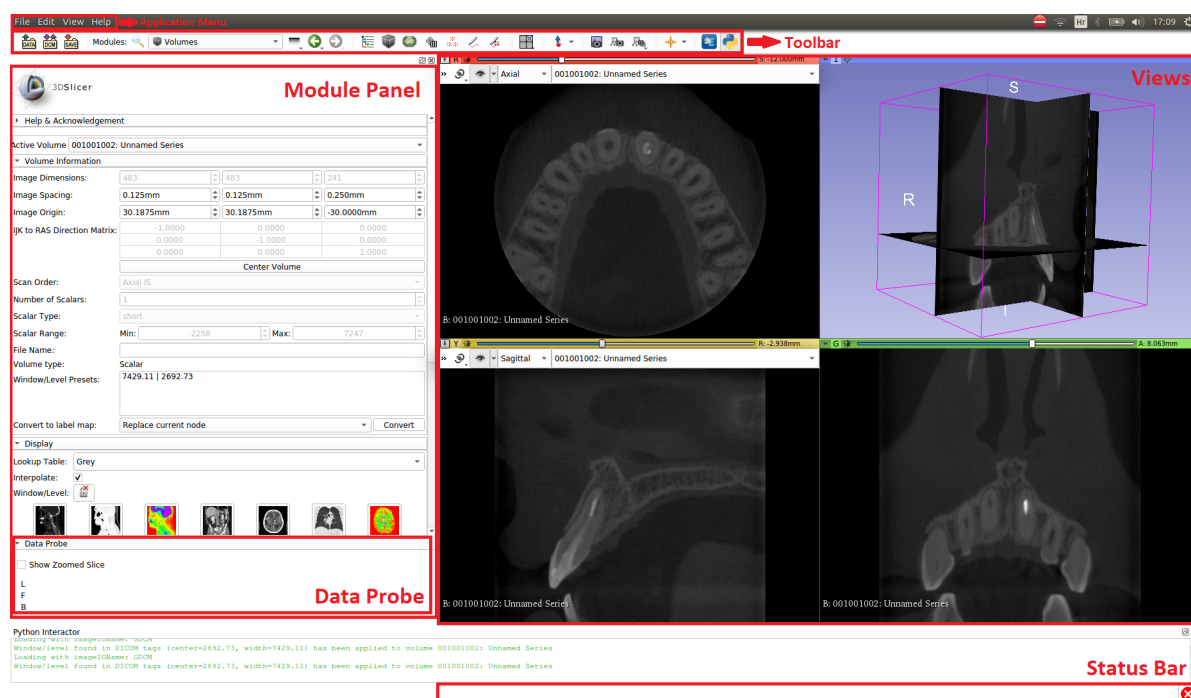 File Edit View Help Application Menu Hr 17:09
DATA DCM SAVE Modules: Volumes Toolbar
R S: -12.000mm 1
Axial 001001002: Unnamed Series
Views
3DSlicer
Module Panel
Help & Acknowledgement
Active Volume 001001002: Unnamed Series
Volume Information
Image Dimensions: 483 483 241
Image Spacing: 0.125mm 0.125mm 0.250mm
Image Origin: 30.1875mm 30.1875mm -30.0000mm
IJK to RAS Direction Matrix: -1.0000 0.0000 0.0000
0.0000 -1.0000 0.0000
0.0000 0.0000 1.0000
Center Volume
Scan Order: Axial IS
Number of Scalars: 1
Scalar Type: short
Scalar Range: Min: -2258 Max: 7247
File Name:
Volume type: Scalar
Window/Level Presets: 7429.11 | 2692.73
Convert to label map: Replace current node Convert
Display
Lookup Table: Grey
Interpolate:
Window/Level:
Data Probe
Show Zoomed Slice
L
F
B
Data Probe
B: 001001002: Unnamed Series
S
R
I
Y R: -2.938mm
Sagittal 001001002: Unnamed Series
B: 001001002: Unnamed Series
G A: 8.063mm
B: 001001002: Unnamed Series
Python Interactor
Loading with imageIOName: GDCM
Window/level found in DICOM tags (center=2692.73, width=7429.11) has been applied to volume 001001002: Unnamed Series
Loading with imageIOName: GDCM
Window/level found in DICOM tags (center=2692.73, width=7429.11) has been applied to volume 001001002: Unnamed Series
Status Bar